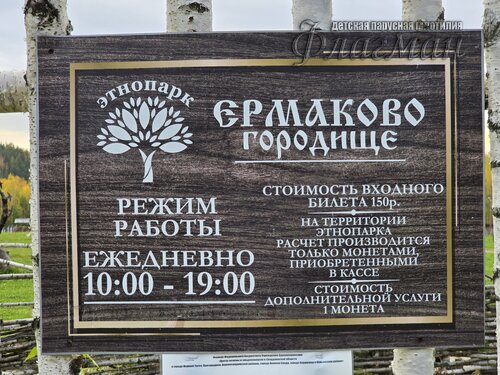 детская парусная флотилия
Флагман
ЭТНОПАРК
ЕРМАКОВО
ГОРОДИЩЕ
РЕЖИМ
РАБОТЫ
ЕЖЕДНЕВНО
10:00 - 19:00
СТОИМОСТЬ ВХОДНОГО
БИЛЕТА 150р.
НА ТЕРРИТОРИИ
ЭТНОПАРКА
РАСЧЕТ ПРОИЗВОДИТСЯ
ТОЛЬКО МОНЕТАМИ,
ПРИОБРЕТЕННЫМИ
В КАССЕ
СТОИМОСТЬ
ДОПОЛНИТЕЛЬНОЙ УСЛУГИ
1 МОНЕТА